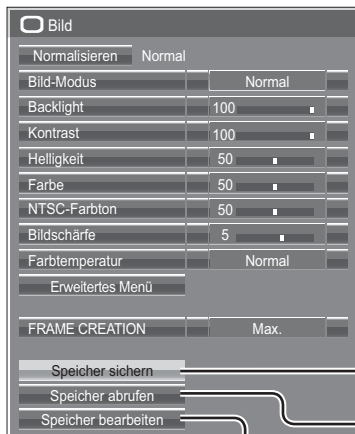 Bild
Normalisieren Normal
Bild-Modus Normal
Backlight 100
Kontrast 100
Helligkeit 50
Farbe 50
NTSC-Farbton 50
Bildschärfe 5
Farbtemperatur Normal
Erweitertes Menü
FRAME CREATION Max.
Speicher sichern
Speicher abrufen
Speicher bearbeiten